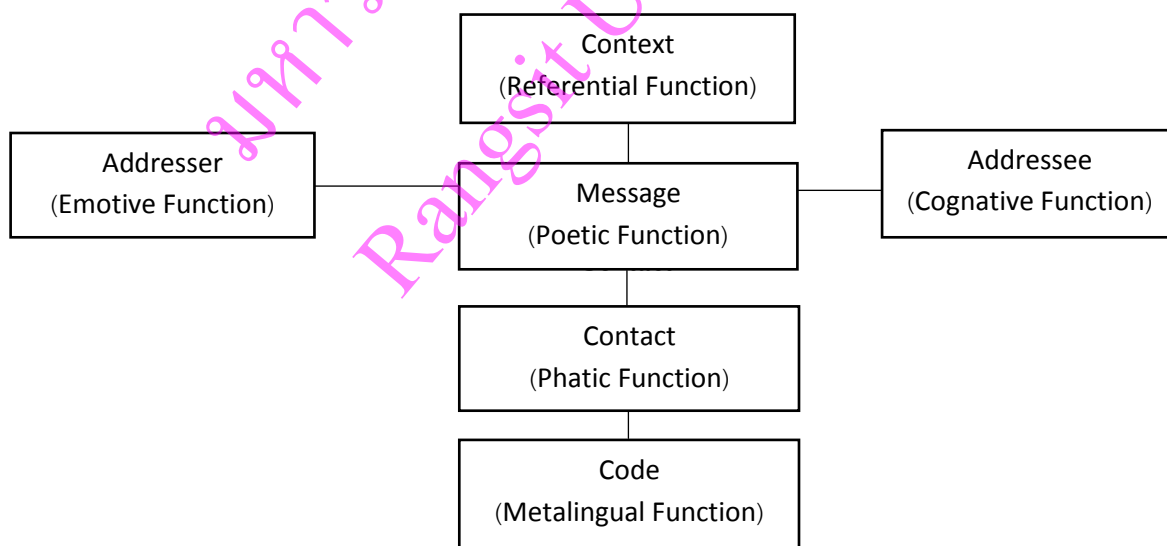 Context
(Referential Function)
Addresser
(Emotive Function)
Message
(Poetic Function)
Addressee
(Cognative Function)
Contact
(Phatic Function)
Code
(Metalingual Function)
Rangsit